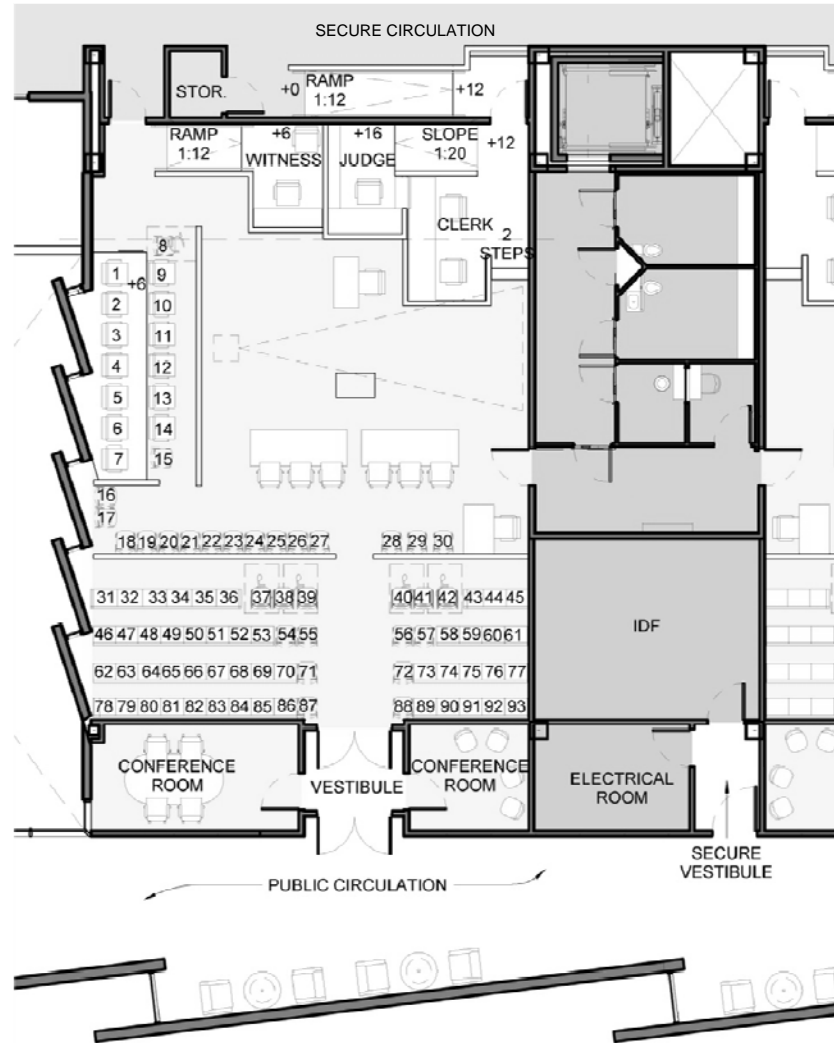 SECURE CIRCULATION
STOR.
+0
RAMP
1:12
+12
RAMP
1:12
+6
WITNESS
+16
JUDGE
SLOPE
1:20
+12
CLERK
2
STEPS
8
1
+6
9
2
10
3
11
4
12
5
13
6
14
7
15
16
17
18 19 20 21 22 23 24 25 26 27
28 29 30
31 32 33 34 35 36 37 38 39
40 41 42 43 44 45
IDF
46 47 48 49 50 51 52 53 54 55
56 57 58 59 60 61
62 63 64 65 66 67 68 69 70 71
72 73 74 75 76 77
78 79 80 81 82 83 84 85 86 87
88 89 90 91 92 93
CONFERENCE
ROOM
VESTIBULE
CONFERENCE
ROOM
ELECTRICAL
ROOM
SECURE
VESTIBULE
PUBLIC CIRCULATION